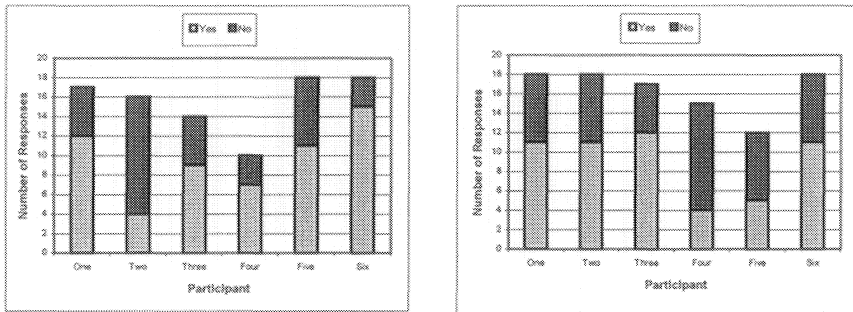 Yes No
20
18
16
14
12
10
8
6
4
2
0
Number of Responses
One Two Three Four Five Six
Participant
Yes No
20
18
16
14
12
10
8
6
4
2
0
Number of Responses
One Two Three Four Five Six
Participant